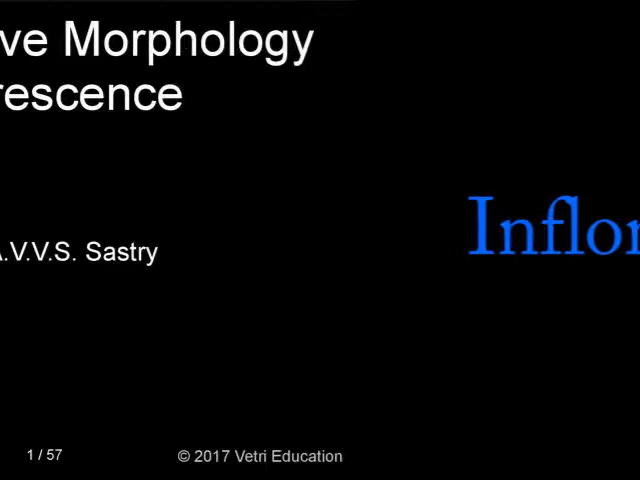 ve Morphology
rescence
A.V.V.S. Sastry
Inflor
1 / 57
© 2017 Vetri Education